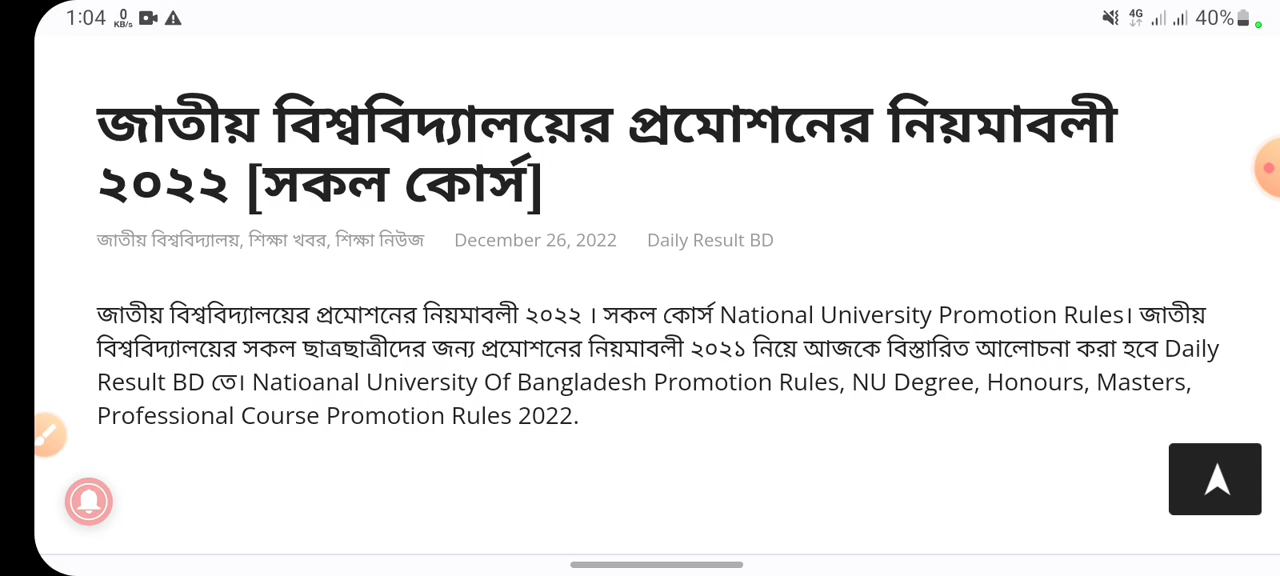 1:04 0 KB/s 4G 40%
জাতীয় বিশ্ববিদ্যালয়ের প্রমোশনের নিয়মাবলী
২০২২ [সকল কোর্স]
জাতীয় বিশ্ববিদ্যালয়, শিক্ষা খবর, শিক্ষা নিউজ December 26, 2022 Daily Result BD
জাতীয় বিশ্ববিদ্যালয়ের প্রমোশনের নিয়মাবলী ২০২২ । সকল কোর্স National University Promotion Rules। জাতীয়
বিশ্ববিদ্যালয়ের সকল ছাত্রছাত্রীদের জন্য প্রমোশনের নিয়মাবলী ২০২১ নিয়ে আজকে বিস্তারিত আলোচনা করা হবে Daily
Result BD তে। Natioanal University Of Bangladesh Promotion Rules, NU Degree, Honours, Masters,
Professional Course Promotion Rules 2022.